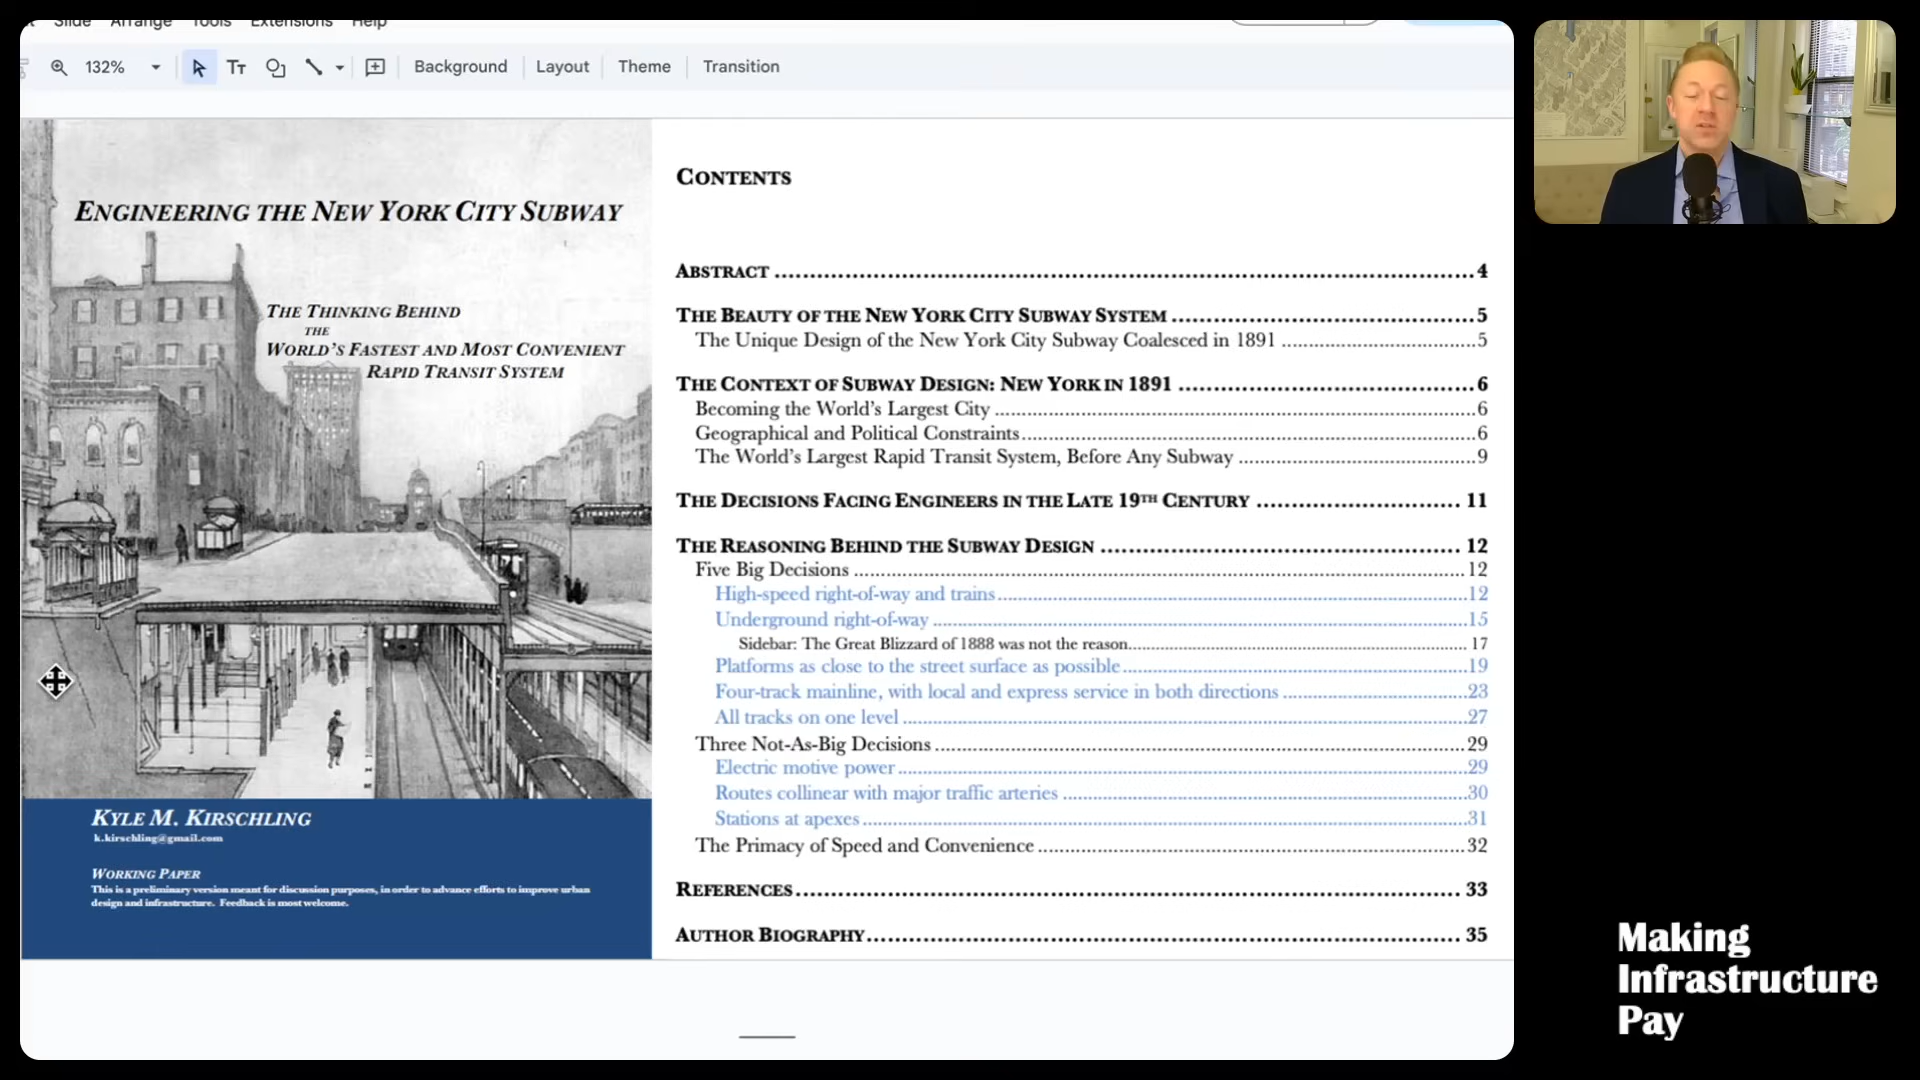 Slide Arrange Tools Extensions Help
132% Background Layout Theme Transition
ENGINEERING THE NEW YORK CITY SUBWAY
THE THINKING BEHIND
THE
WORLD'S FASTEST AND MOST CONVENIENT
RAPID TRANSIT SYSTEM
KYLE M. KIRSCHLING
k.kirschling@gmail.com
WORKING PAPER
This is a preliminary version meant for discussion purposes, in order to advance efforts to improve urban
design and infrastructure. Feedback is most welcome.
CONTENTS
ABSTRACT ... 4
THE BEAUTY OF THE NEW YORK CITY SUBWAY SYSTEM ... 5
The Unique Design of the New York City Subway Coalesced in 1891 ... 5
THE CONTEXT OF SUBWAY DESIGN: NEW YORK IN 1891 ... 6
Becoming the World's Largest City ... 6
Geographical and Political Constraints ... 6
The World's Largest Rapid Transit System, Before Any Subway ... 9
THE DECISIONS FACING ENGINEERS IN THE LATE 19TH CENTURY ... 11
THE REASONING BEHIND THE SUBWAY DESIGN ... 12
Five Big Decisions ... 12
High-speed right-of-way and trains ... 12
Underground right-of-way ... 15
Sidebar: The Great Blizzard of 1888 was not the reason ... 17
Platforms as close to the street surface as possible ... 19
Four-track mainline, with local and express service in both directions ... 23
All tracks on one level ... 27
Three Not-As-Big Decisions ... 29
Electric motive power ... 29
Routes collinear with major traffic arteries ... 30
Stations at apexes ... 31
The Primacy of Speed and Convenience ... 32
REFERENCES ... 33
AUTHOR BIOGRAPHY ... 35
Making
Infrastructure
Pay